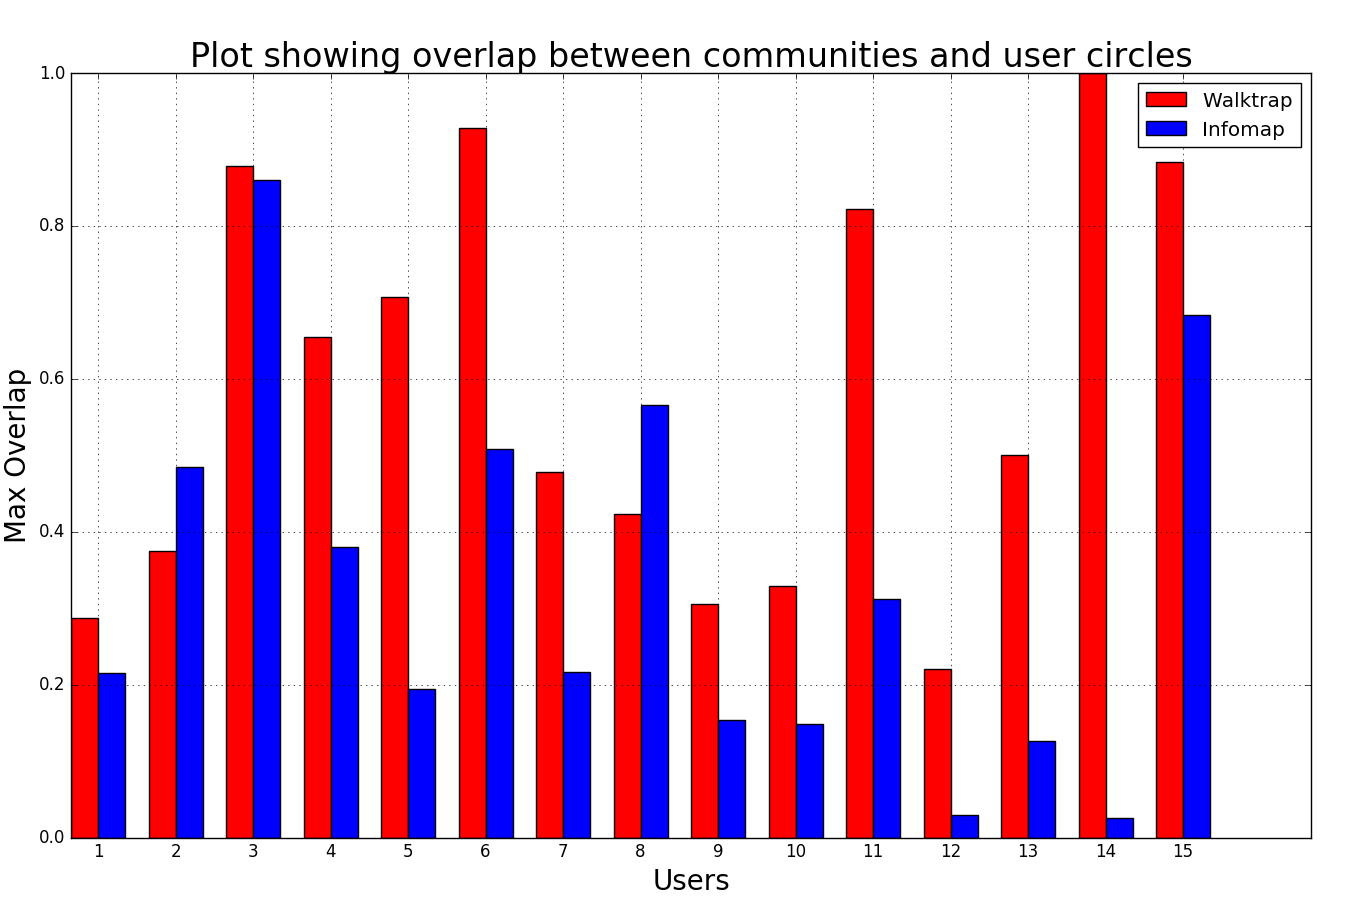 Plot showing overlap between communities and user circles
1.0
0.8
0.6
0.4
0.2
0.0
Max Overlap
Walktrap
Infomap
1 2 3 4 5 6 7 8 9 10 11 12 13 14 15
Users